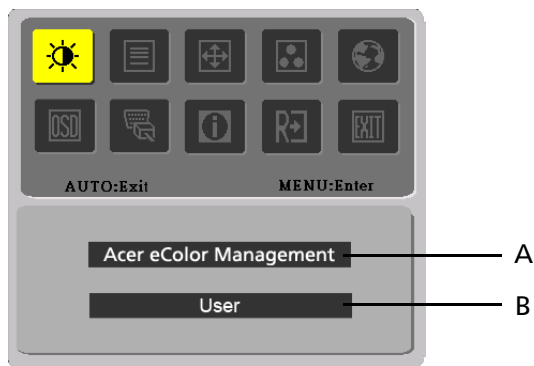 OSD
R
EXIT
AUTO:Exit MENU:Enter
Acer eColor Management A
User B